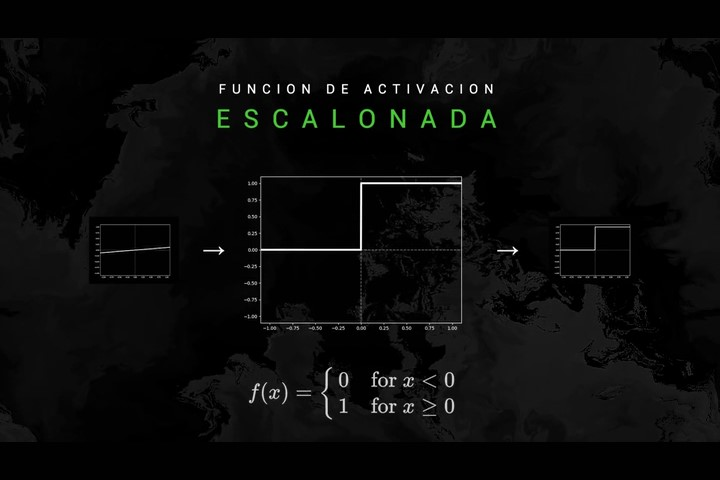 FUNCION DE ACTIVACION
ESCALONADA
→ →
1.00
0.75
0.50
0.25
0.00
−0.25
−0.50
−0.75
−1.00
−1.00 −0.75 −0.50 −0.25 0.00 0.25 0.50 0.75 1.00
f(x) = { 0 for x < 0
1 for x ≥ 0